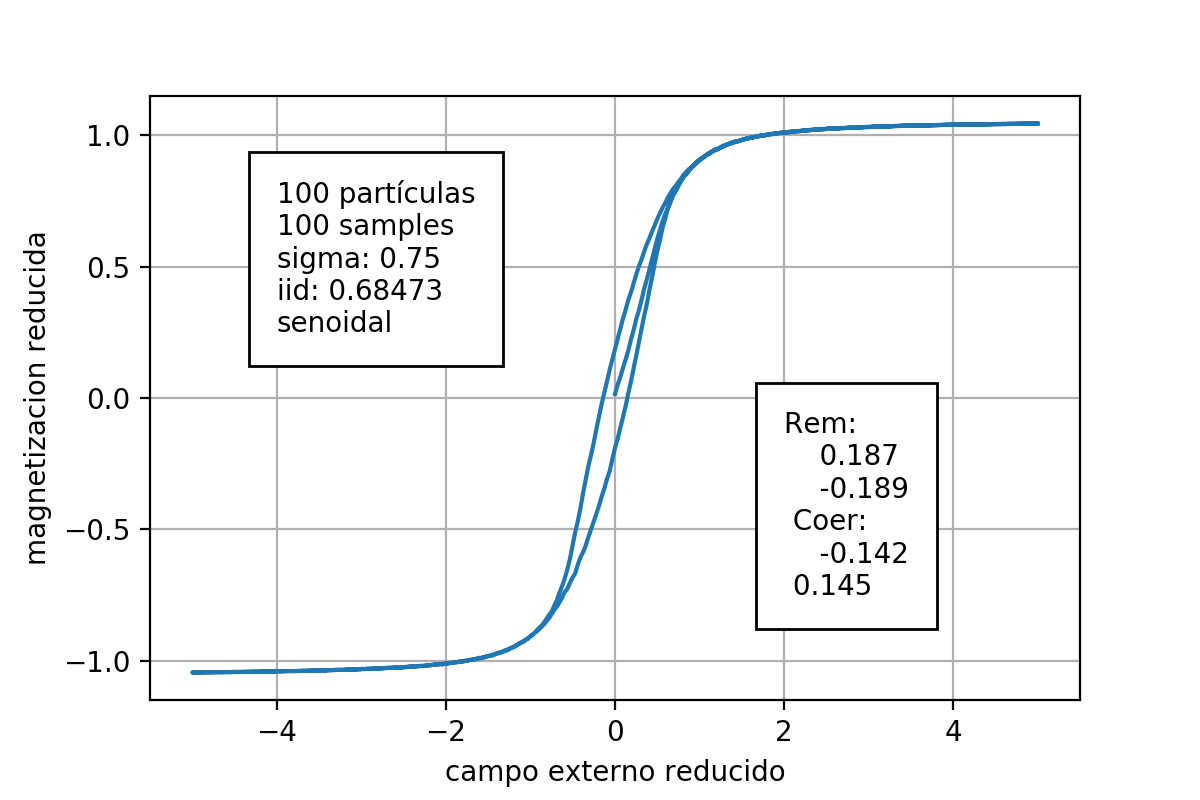 magnetizacion reducida
1.0
0.5
0.0
−0.5
−1.0
100 partículas
100 samples
sigma: 0.75
iid: 0.68473
senoidal
Rem:
0.187
-0.189
Coer:
-0.142
0.145
−4
−2
0
2
4
campo externo reducido